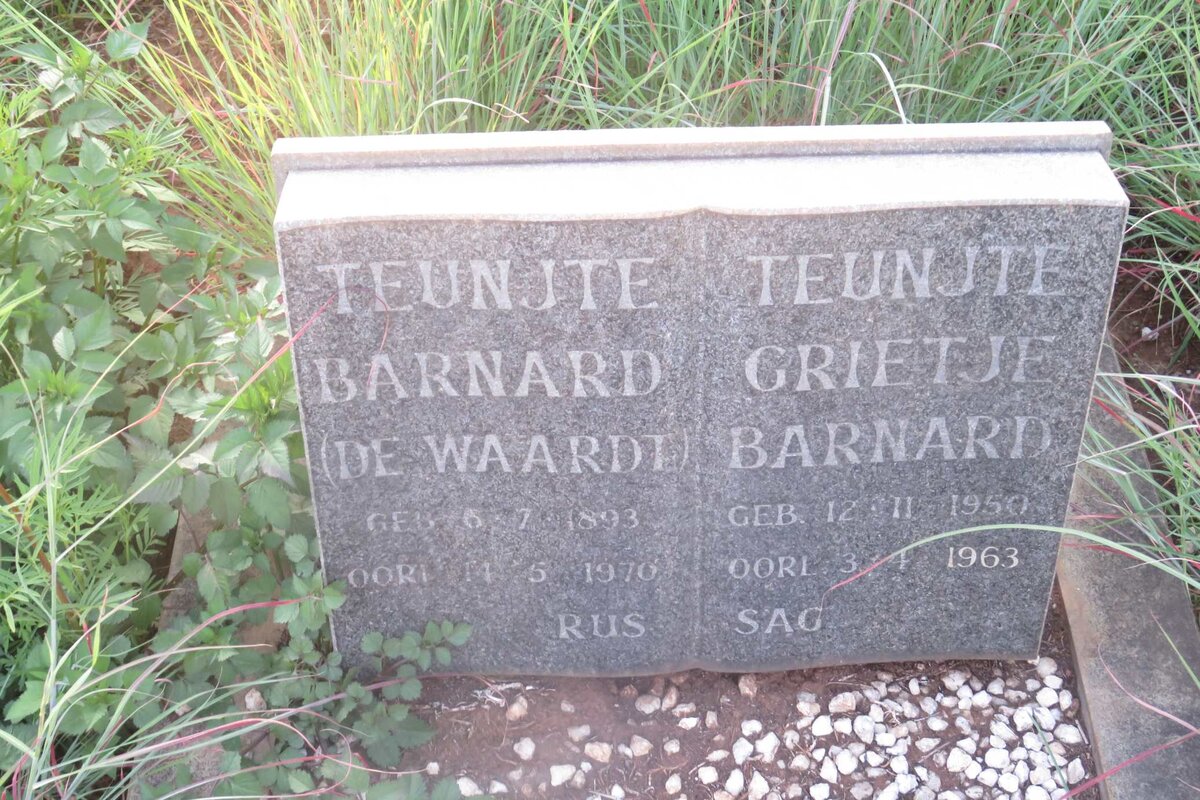 TEUNJTE
BARNARD
(DE WAARDT)
GEB. 6 7 1893
OORL 5 1970
RUS
TEUNJTE
GRIETJE
BARNARD
GEB. 12 11 1950
OORL. 3. 4 1963
SAG